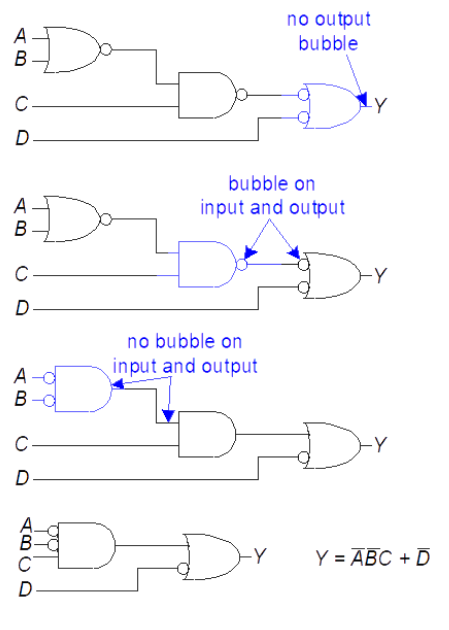 no output
bubble
A
B
C
D
Y
bubble on
input and output
A
B
C
D
Y
no bubble on
input and output
A
B
C
D
Y
A
B
C
D
Y
Y = A̅B̅C + D̅